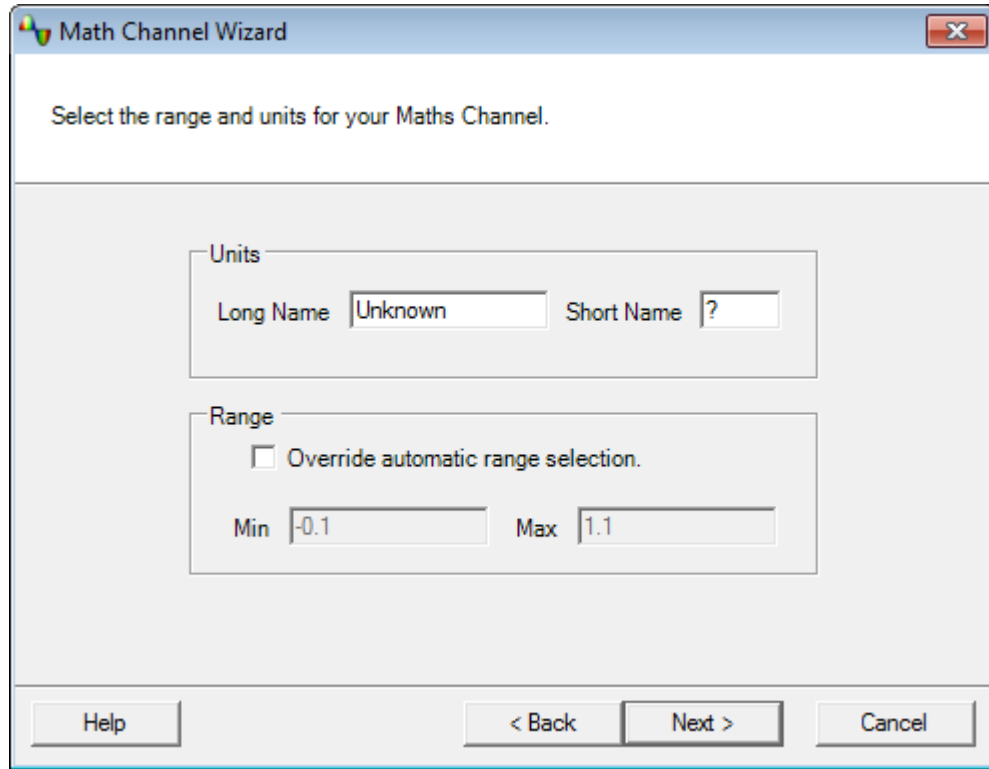 Math Channel Wizard
Select the range and units for your Maths Channel.
Units
Long Name Unknown Short Name ?
Range
Override automatic range selection.
Min -0.1 Max 1.1
Help < Back Next > Cancel